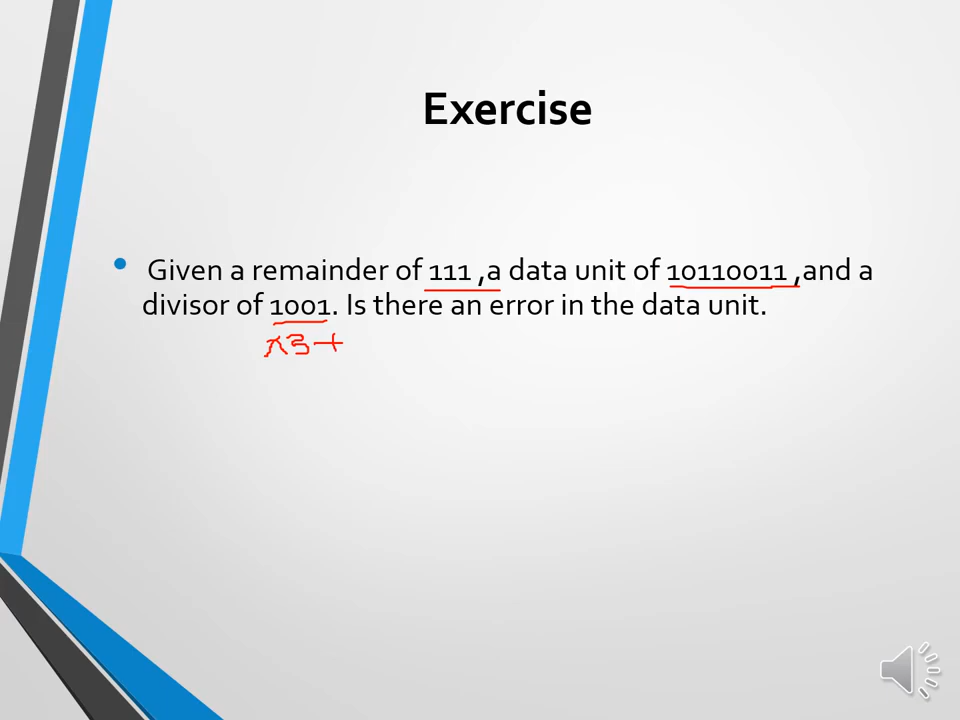 Exercise
• Given a remainder of 111 ,a data unit of 10110011 ,and a
divisor of 1001. Is there an error in the data unit.
x3+